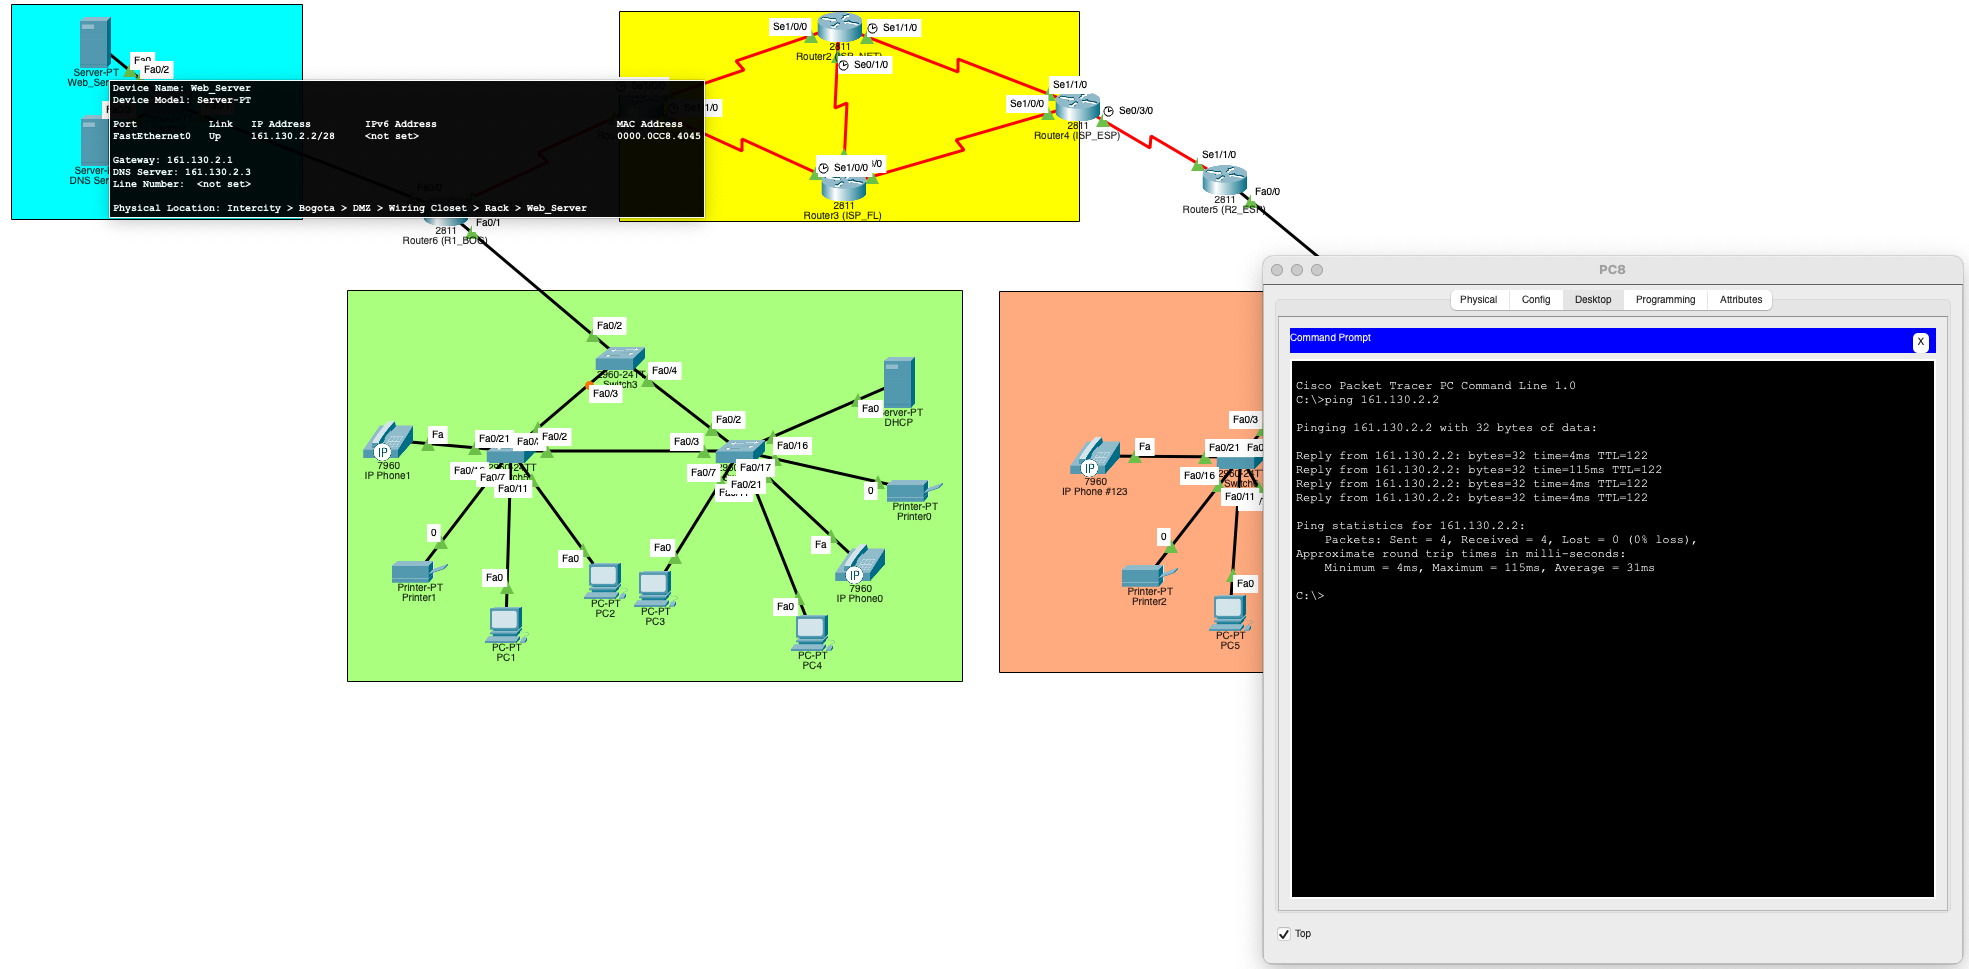 Server-PT
Web_Ser
Fa0
Fa0/2
Device Name: Web_Server
Device Model: Server-PT
Port Link IP Address IPv6 Address MAC Address
FastEthernet0 Up 161.130.2.2/28 <not set> 0000.0CC8.4045
Gateway: 161.130.2.1
DNS Server: 161.130.2.3
Line Number: <not set>
Physical Location: Intercity > Bogota > DMZ > Wiring Closet > Rack > Web_Server
Server-
DNS Ser
Fa0/0
Fa0/1
2811
Router6 (R1_BOG)
Se1/0/0
Se1/1/0
2811
Router2 (ISP_NET)
Se0/1/0
Se1/1/0
Se1/0/0
2811
Router4 (ISP_ESP)
Se0/3/0
Se1/0/0
/0
2811
Router3 (ISP_FL)
Se1/1/0
Fa0/0
2811
Router5 (R2_ESP)
Fa0/2
2960-24TT
Switch3
Fa0/4
Fa0/3
Server-PT
DHCP
Fa0
Fa0/2
Fa0/3
Fa0/16
Fa0/7
Fa0/17
Fa0/21
Fa
7960
IP Phone1
Fa0/21
Fa0/2
Fa0/7
Fa0/11
IP
0
Printer-PT
Printer1
Fa0
PC-PT
PC1
Fa0
PC-PT
PC2
Fa0
PC-PT
PC3
Fa0
PC-PT
PC4
Fa
IP
7960
IP Phone0
0
Printer-PT
Printer0
Fa
IP
7960
IP Phone #123
Fa0/3
Fa0/21
Fa0
Fa0/16
2960-24T
Switch
Fa0/11
0
Printer-PT
Printer2
Fa0
PC-PT
PC5
PC8
Physical
Config
Desktop
Programming
Attributes
Command Prompt
X
Cisco Packet Tracer PC Command Line 1.0
C:\>ping 161.130.2.2
Pinging 161.130.2.2 with 32 bytes of data:
Reply from 161.130.2.2: bytes=32 time=4ms TTL=122
Reply from 161.130.2.2: bytes=32 time=115ms TTL=122
Reply from 161.130.2.2: bytes=32 time=4ms TTL=122
Reply from 161.130.2.2: bytes=32 time=4ms TTL=122
Ping statistics for 161.130.2.2:
Packets: Sent = 4, Received = 4, Lost = 0 (0% loss),
Approximate round trip times in milli-seconds:
Minimum = 4ms, Maximum = 115ms, Average = 31ms
C:\>
Top